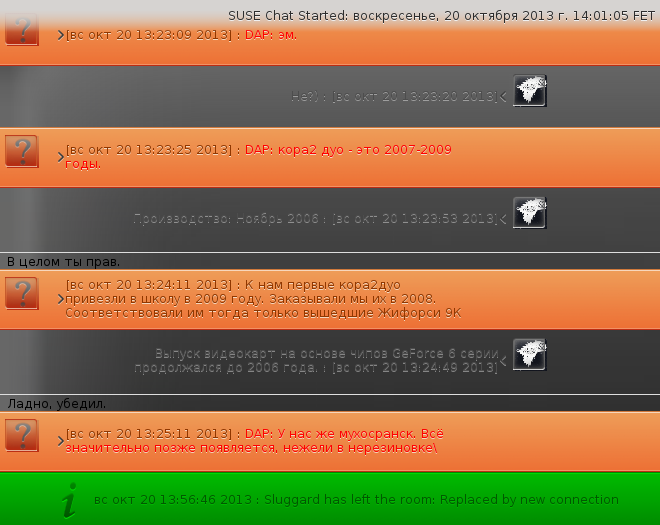 SUSE Chat Started: воскресенье, 20 октября 2013 г. 14:01:05 FET
[вс окт 20 13:23:09 2013] : DAP: эм.
Не?) : [вс окт 20 13:23:20 2013]
[вс окт 20 13:23:25 2013] : DAP: кора2 дуо - это 2007-2009
годы.
Производство: ноябрь 2006 : [вс окт 20 13:23:53 2013]
В целом ты прав.
[вс окт 20 13:24:11 2013] : К нам первые кора2дуо
привезли в школу в 2009 году. Заказывали мы их в 2008.
Соответствовали им тогда только вышедшие Жифорси 9К
Выпуск видеокарт на основе чипов GeForce 6 серии
продолжался до 2006 года. : [вс окт 20 13:24:49 2013]
Ладно, убедил.
[вс окт 20 13:25:11 2013] : DAP: У нас же мухосранск. Всё
значительно позже появляется, нежели в нерезиновке\
вс окт 20 13:56:46 2013 : Sluggard has left the room: Replaced by new connection